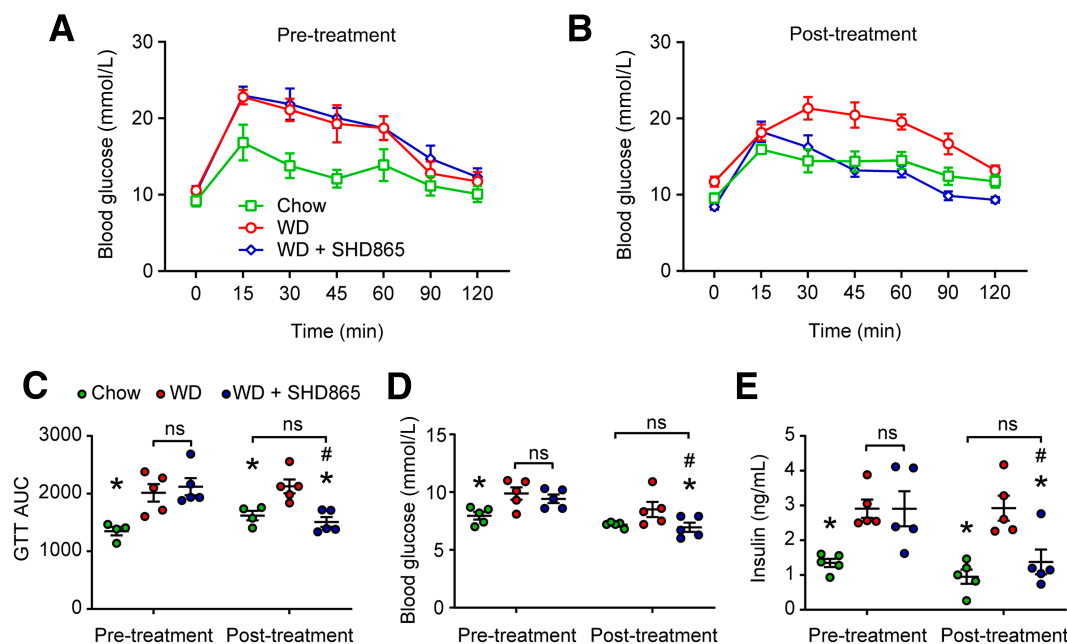 A
Pre-treatment
Blood glucose (mmol/L)
30
20
10
0
Chow
WD
WD + SHD865
0 15 30 45 60 90 120
Time (min)
B
Post-treatment
Blood glucose (mmol/L)
30
20
10
0
0 15 30 45 60 90 120
Time (min)
C
Chow WD WD + SHD865
GTT AUC
3000
2000
1000
0
* ns * ns # *
Pre-treatment Post-treatment
D
Blood glucose (mmol/L)
15
10
5
0
* ns ns # *
Pre-treatment Post-treatment
E
Insulin (ng/mL)
5
4
3
2
1
0
* ns * ns # *
Pre-treatment Post-treatment